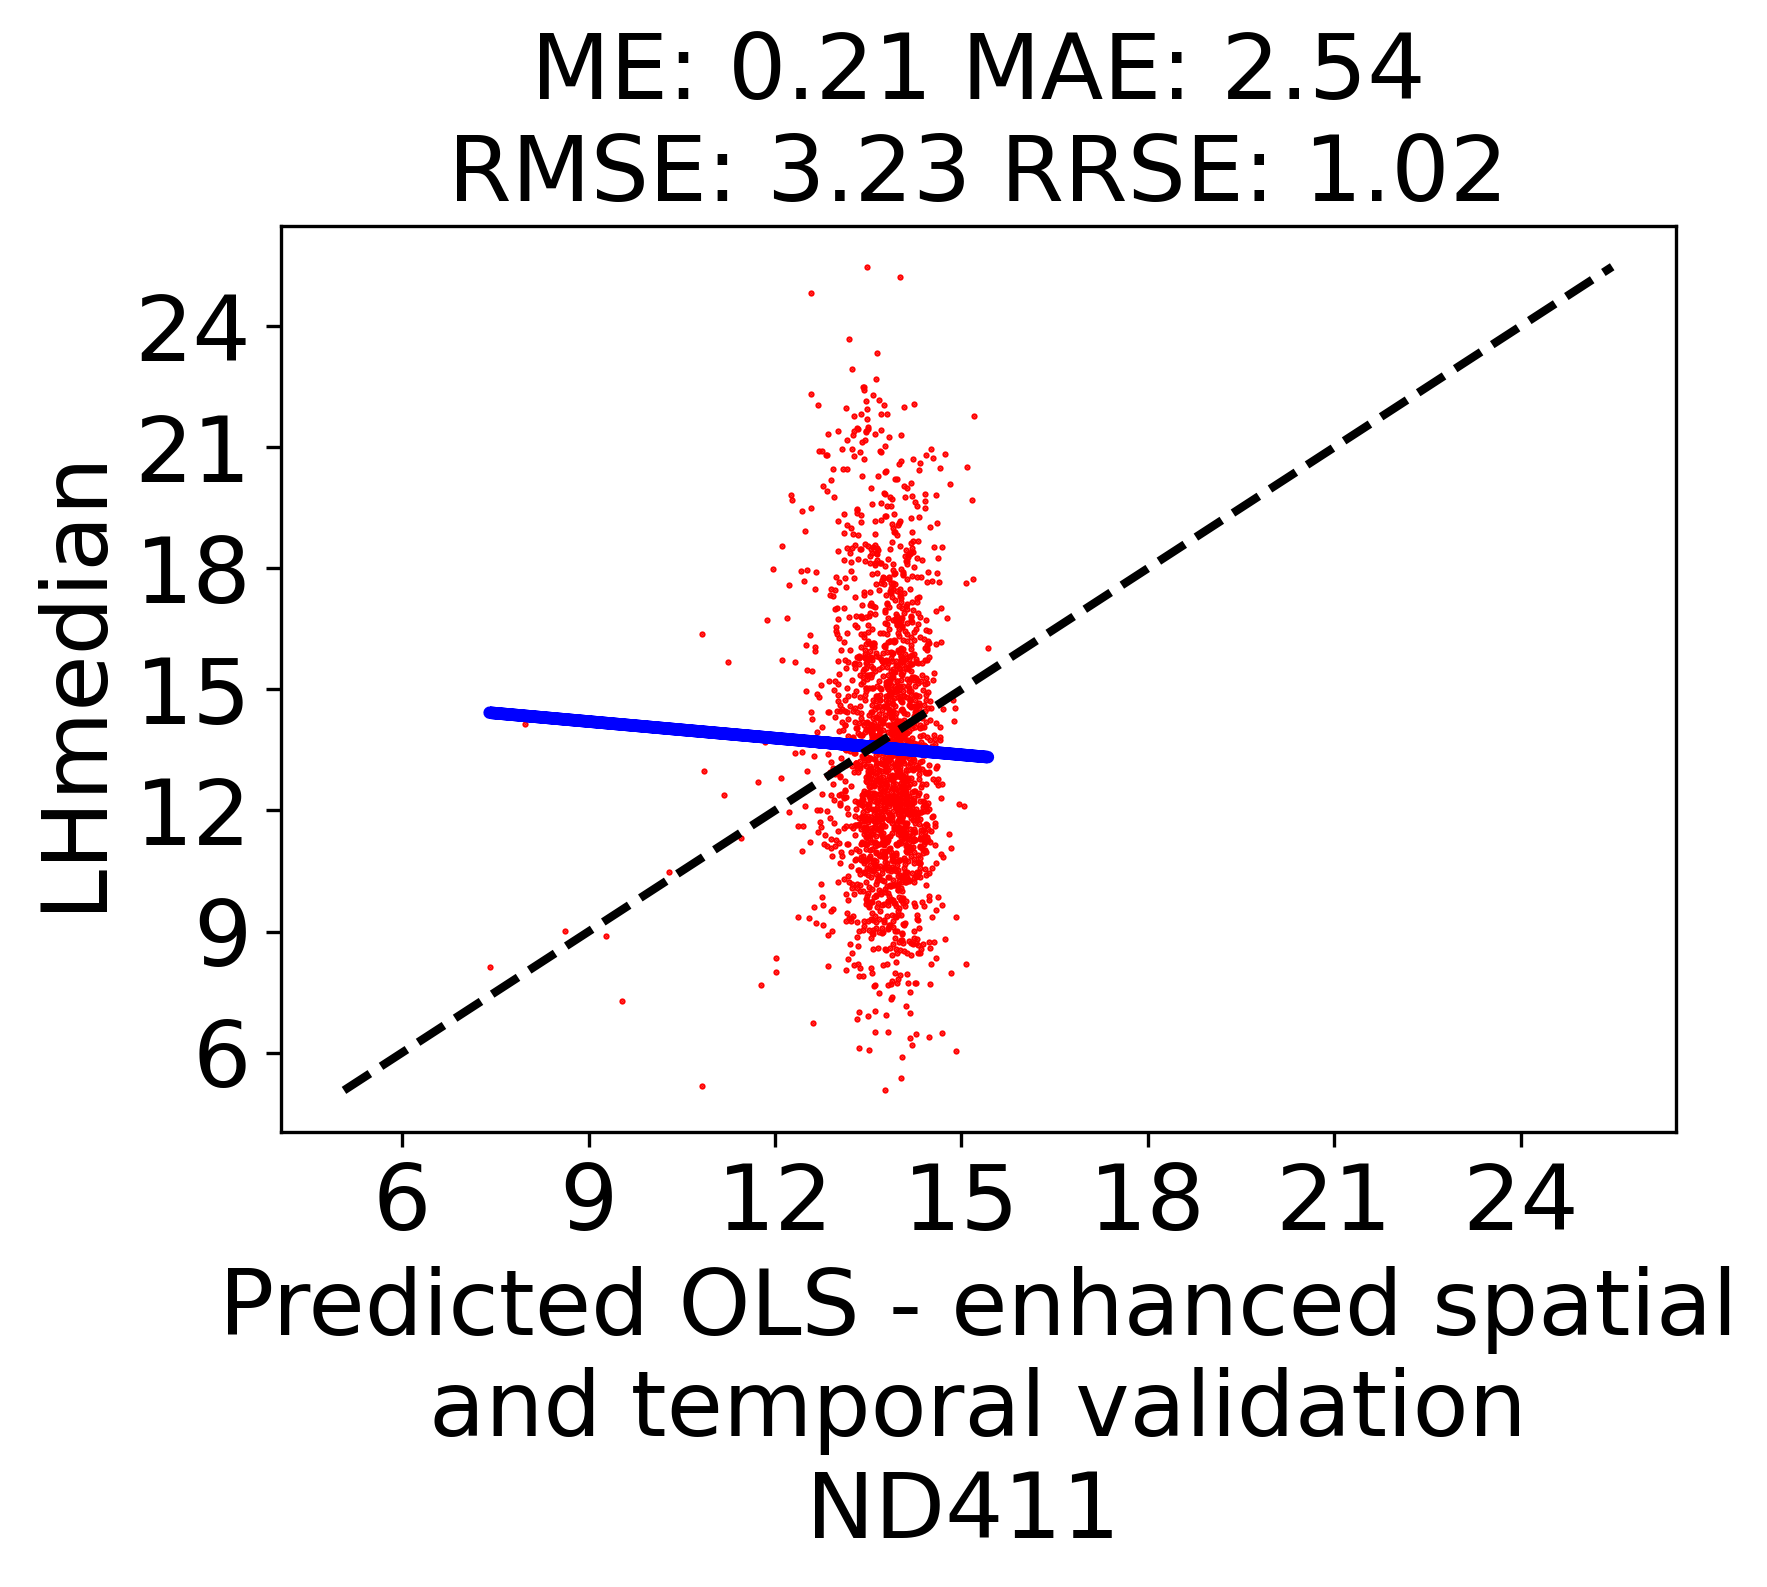 ME: 0.21 MAE: 2.54
RMSE: 3.23 RRSE: 1.02
LHmedian
24
21
18
15
12
9
6
6 9 12 15 18 21 24
Predicted OLS - enhanced spatial
and temporal validation
ND411